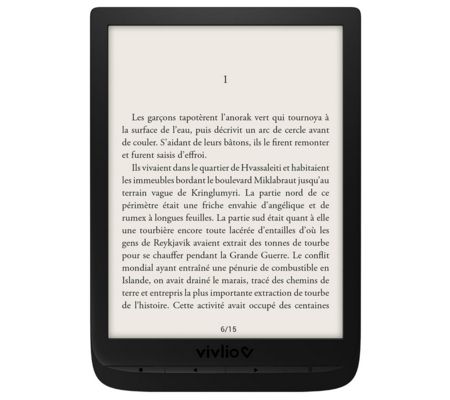 1
Les garçons tapotèrent l'anorak vert qui tournoya à
la surface de l'eau, puis décrivit un arc de cercle avant
de couler. S'aidant de leurs bâtons, ils le firent remonter
et furent saisis d'effroi.
Ils vivaient dans le quartier de Hvassaleiti et habitaient
les immeubles bordant le boulevard Miklabraut jusqu'au
terrain vague de Kringlumyri. La partie nord de ce
périmètre était une friche envahie d'angélique et de
rumex à longues feuilles. La partie sud était quant à elle
une tourbière encore toute lacérée d'entailles d'où les
gens de Reykjavik avaient extrait des tonnes de tourbe
pour se chauffer pendant la Grande Guerre. Le conflit
mondial ayant entraîné une pénurie de combustible en
Islande, on avait drainé le marais, tracé des chemins de
terre et entrepris la plus importante extraction de tourbe
de l'histoire. Cette activité avait occupé des centaines
6/15
vivlio